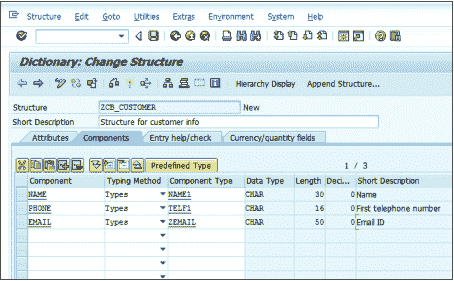 Structure Edit Goto Utilities Extras Environment System Help
Dictionary: Change Structure
Hierarchy Display Append Structure...
Structure ZCB_CUSTOMER New
Short Description Structure for customer info
Attributes Components Entry help/check Currency/quantity fields
Predefined Type 1 / 3
Component Typing Method Component Type Data Type Length Deci... Short Description
NAME Types NAME1 CHAR 30 0 Name
PHONE Types TELF1 CHAR 16 0 First telephone number
EMAIL Types ZEMAIL CHAR 50 0 Email ID